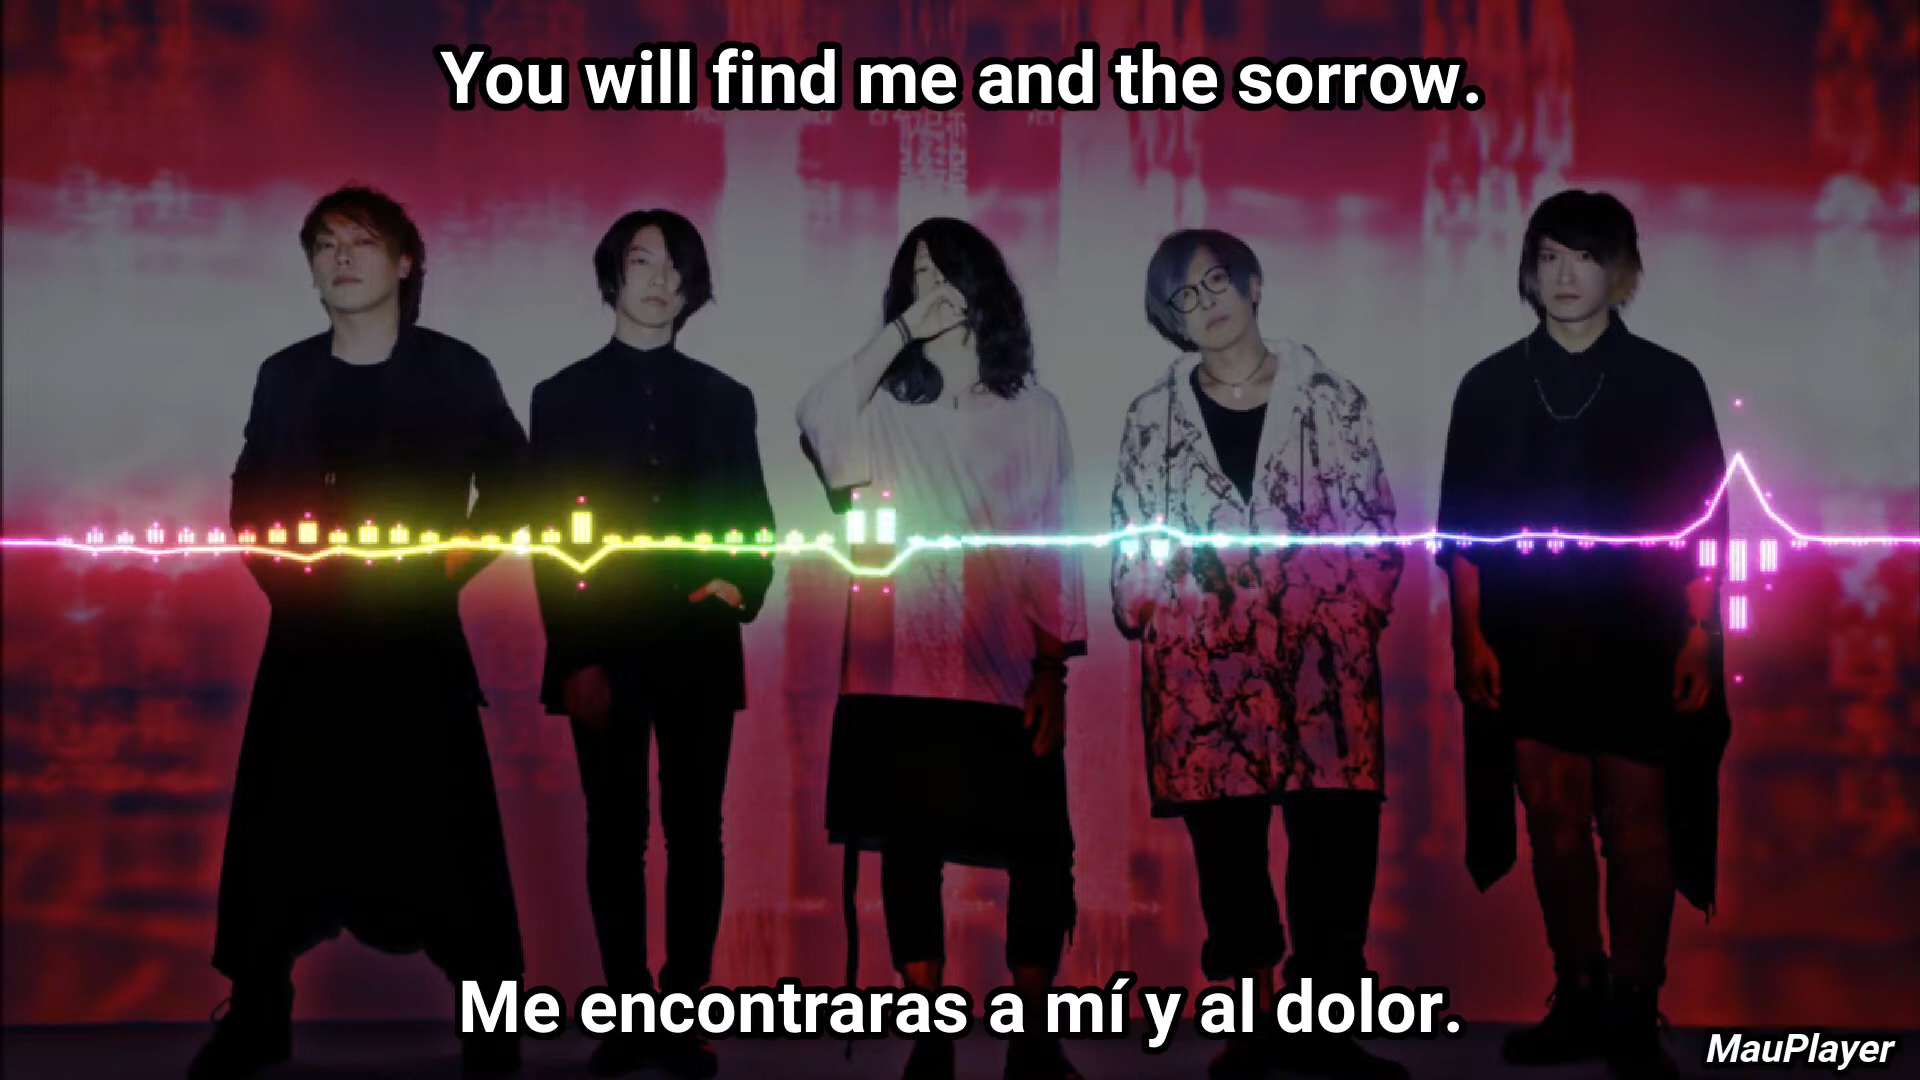 You will find me and the sorrow.
Me encontraras a mí y al dolor.
MauPlayer